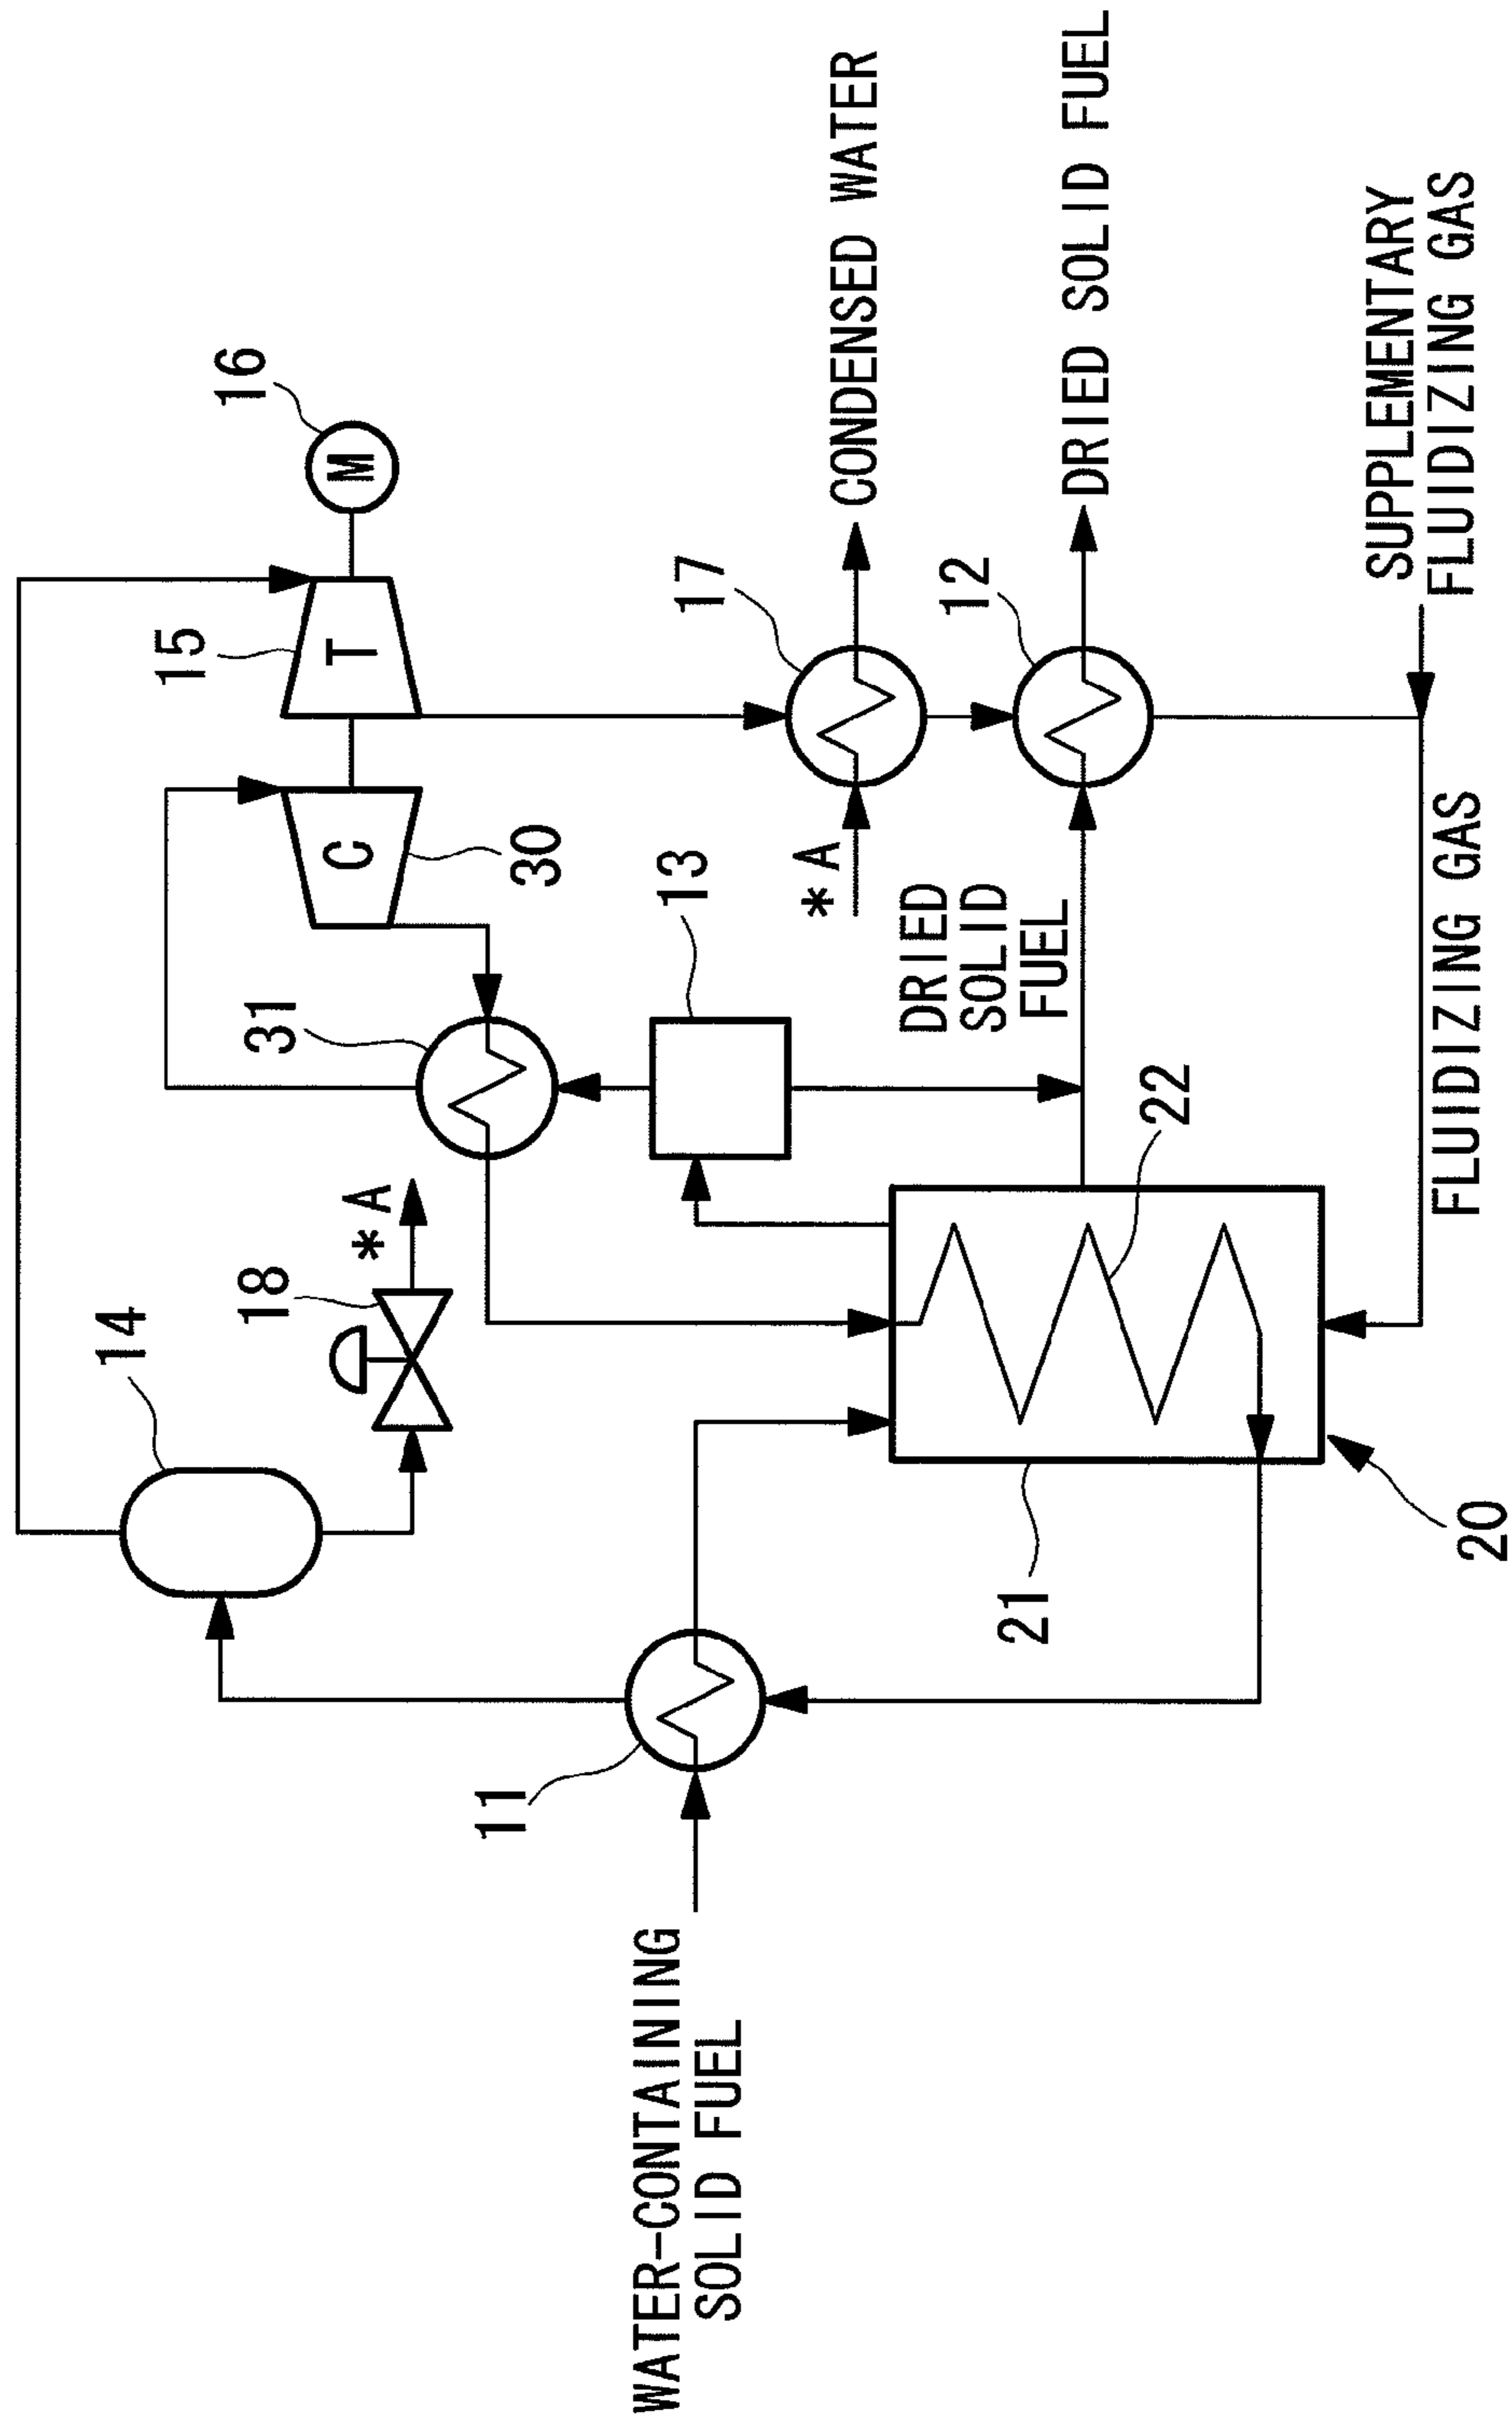 16
15
T
M
CONDENSED WATER
17
DRIED SOLID FUEL
12
SUPPLEMENTARY
FLUIDIZING GAS
C
30
31
*A
13
DRIED
SOLID
FUEL
FLUIDIZING GAS
14
18
*A
22
21
20
11
WATER-CONTAINING
SOLID FUEL